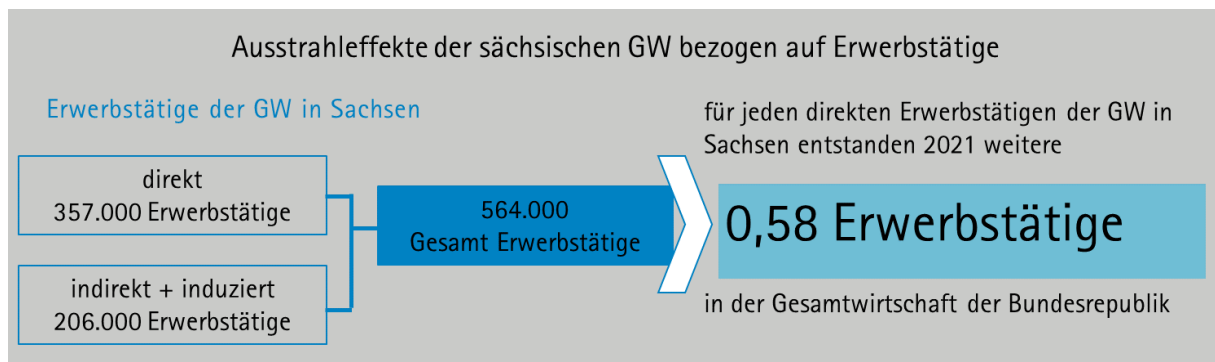 Ausstrahleffekte der sächsischen GW bezogen auf Erwerbstätige
Erwerbstätige der GW in Sachsen
direkt
357.000 Erwerbstätige
indirekt + induziert
206.000 Erwerbstätige
564.000
Gesamt Erwerbstätige
für jeden direkten Erwerbstätigen der GW in
Sachsen entstanden 2021 weitere
0,58 Erwerbstätige
in der Gesamtwirtschaft der Bundesrepublik